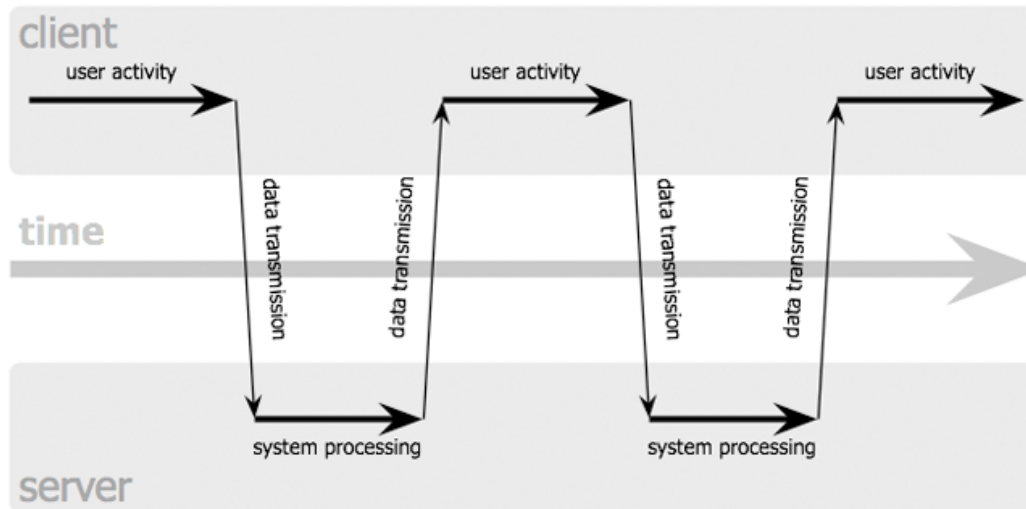 client
user activity
user activity
user activity
data transmission
data transmission
data transmission
data transmission
time
system processing
system processing
server